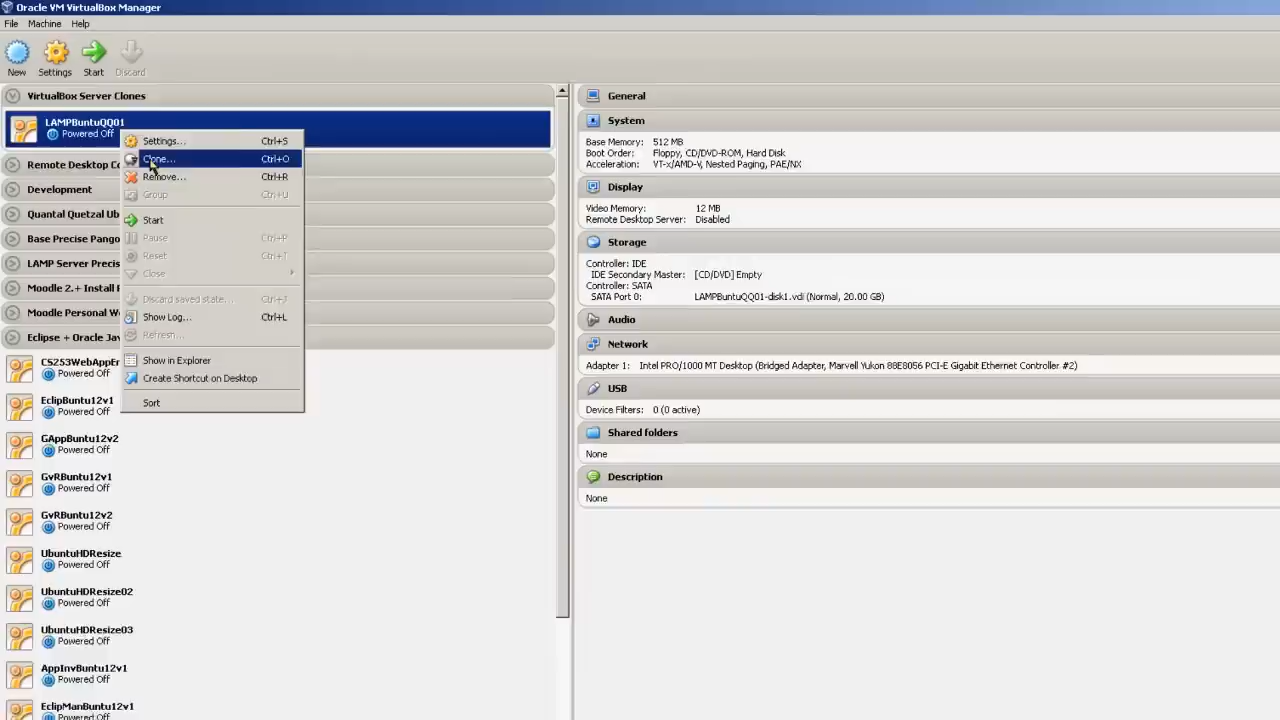 Oracle VM VirtualBox Manager
File Machine Help
New Settings Start Discard
VirtualBox Server Clones
LAMPBuntuQQ01
Powered Off
Remote Desktop Co
Development
Quantal Quetzal Ub
Base Precise Pango
LAMP Server Precis
Moodle 2.+ Install F
Moodle Personal We
Eclipse + Oracle Jav
CS253WebAppEn
Powered Off
EclipBuntu12v1
Powered Off
GAppBuntu12v2
Powered Off
GvRBuntu12v1
Powered Off
GvRBuntu12v2
Powered Off
UbuntuHDResize
Powered Off
UbuntuHDResize02
Powered Off
UbuntuHDResize03
Powered Off
AppInvBuntu12v1
Powered Off
EclipManBuntu12v1
Powered Off
Settings... Ctrl+S
Clone... Ctrl+O
Remove... Ctrl+R
Group Ctrl+U
Start
Pause Ctrl+P
Reset Ctrl+T
Close
Discard saved state... Ctrl+J
Show Log... Ctrl+L
Refresh...
Show in Explorer
Create Shortcut on Desktop
Sort
General
System
Base Memory: 512 MB
Boot Order: Floppy, CD/DVD-ROM, Hard Disk
Acceleration: VT-x/AMD-V, Nested Paging, PAE/NX
Display
Video Memory: 12 MB
Remote Desktop Server: Disabled
Storage
Controller: IDE
IDE Secondary Master: [CD/DVD] Empty
Controller: SATA
SATA Port 0: LAMPBuntuQQ01-disk1.vdi (Normal, 20.00 GB)
Audio
Network
Adapter 1: Intel PRO/1000 MT Desktop (Bridged Adapter, Marvell Yukon 88E8056 PCI-E Gigabit Ethernet Controller #2)
USB
Device Filters: 0 (0 active)
Shared folders
None
Description
None